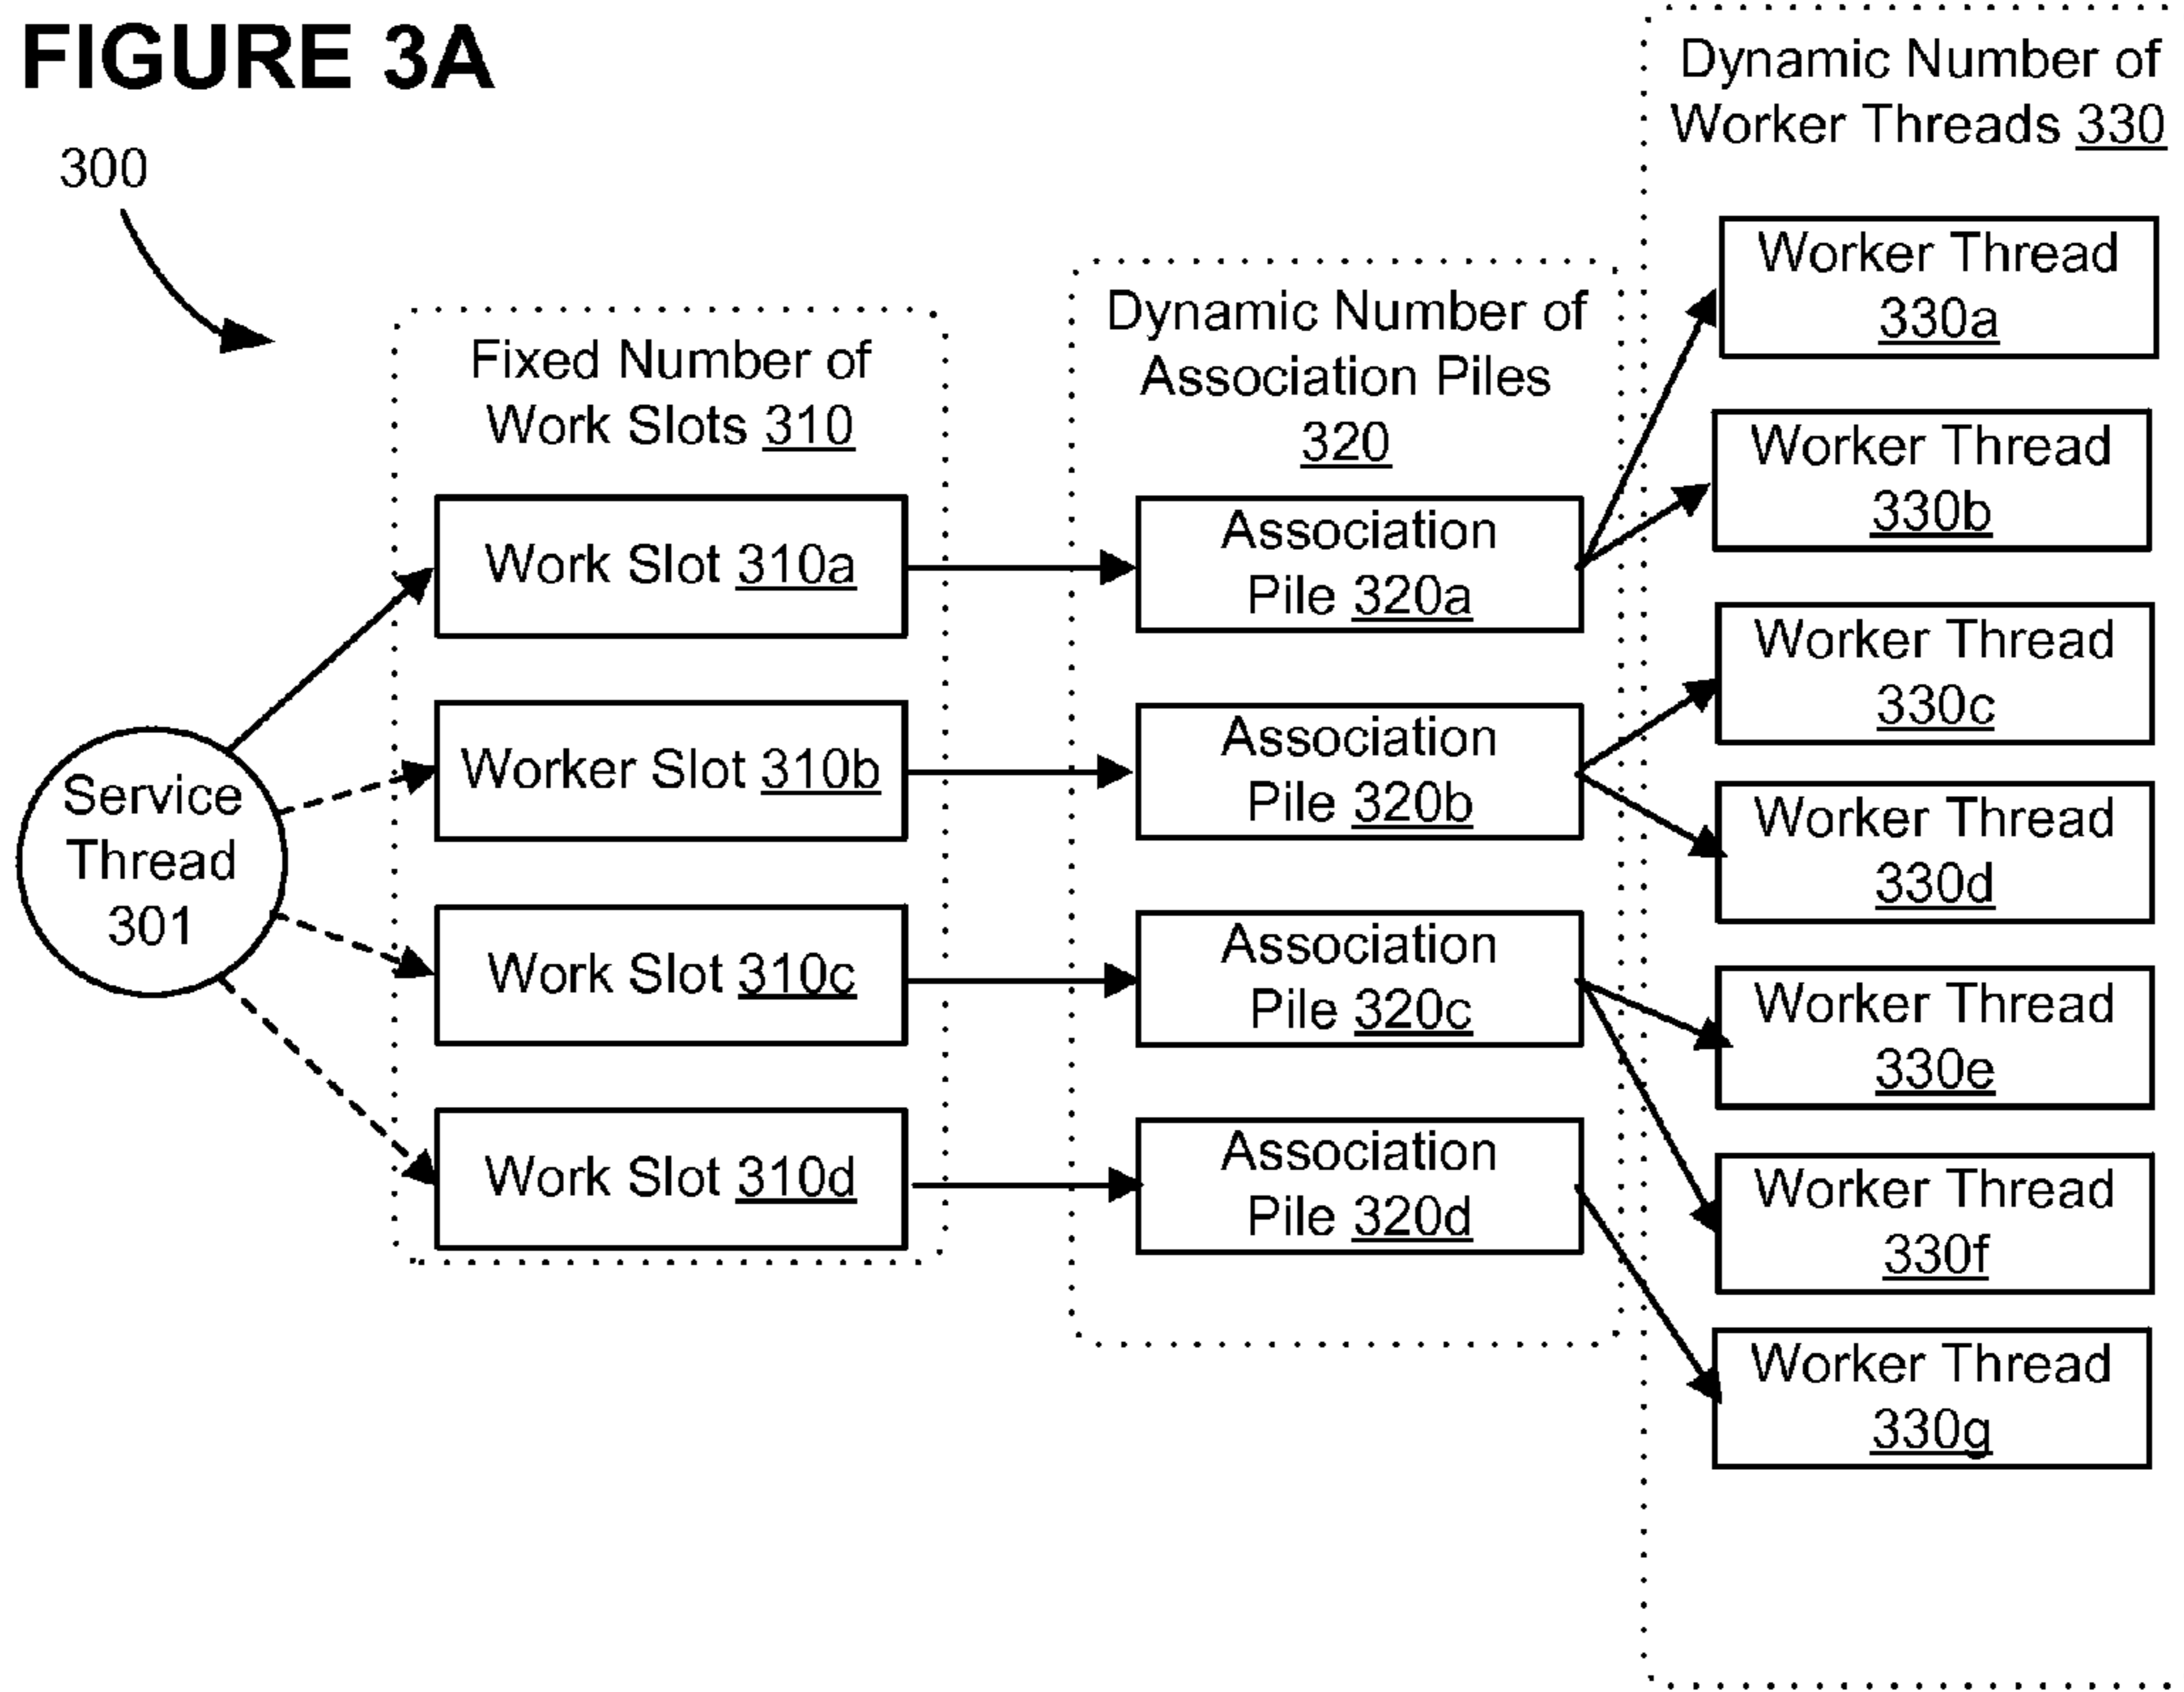 FIGURE 3A
300
Service
Thread
301
Fixed Number of
Work Slots 310
Work Slot 310a
Worker Slot 310b
Work Slot 310c
Work Slot 310d
Dynamic Number of
Association Piles
320
Association
Pile 320a
Association
Pile 320b
Association
Pile 320c
Association
Pile 320d
Dynamic Number of
Worker Threads 330
Worker Thread
330a
Worker Thread
330b
Worker Thread
330c
Worker Thread
330d
Worker Thread
330e
Worker Thread
330f
Worker Thread
330g